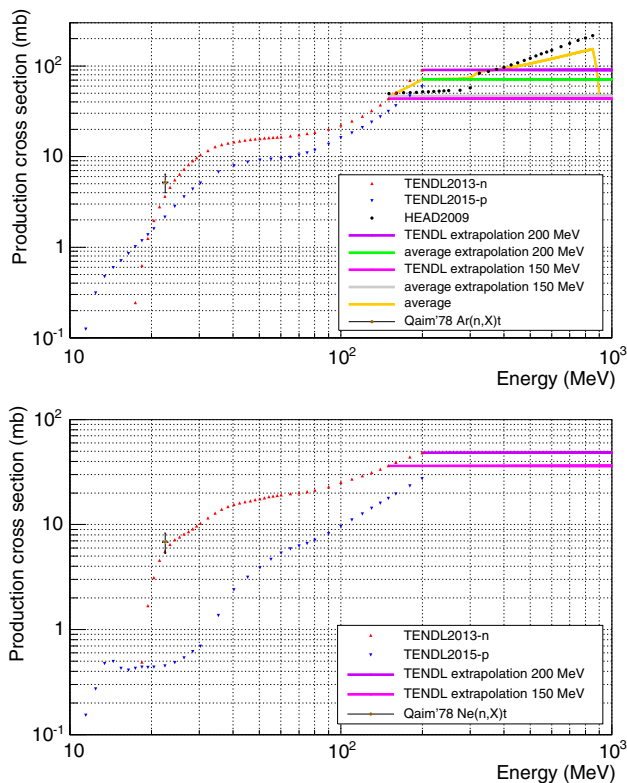 Production cross section (mb)
10²
10
1
10⁻¹
TENDL2013-n
TENDL2015-p
HEAD2009
TENDL extrapolation 200 MeV
average extrapolation 200 MeV
TENDL extrapolation 150 MeV
average extrapolation 150 MeV
average
Qaim'78 Ar(n,X)t
10
10²
10³
Energy (MeV)
Production cross section (mb)
10²
10
1
10⁻¹
TENDL2013-n
TENDL2015-p
TENDL extrapolation 200 MeV
TENDL extrapolation 150 MeV
Qaim'78 Ne(n,X)t
10
10²
10³
Energy (MeV)